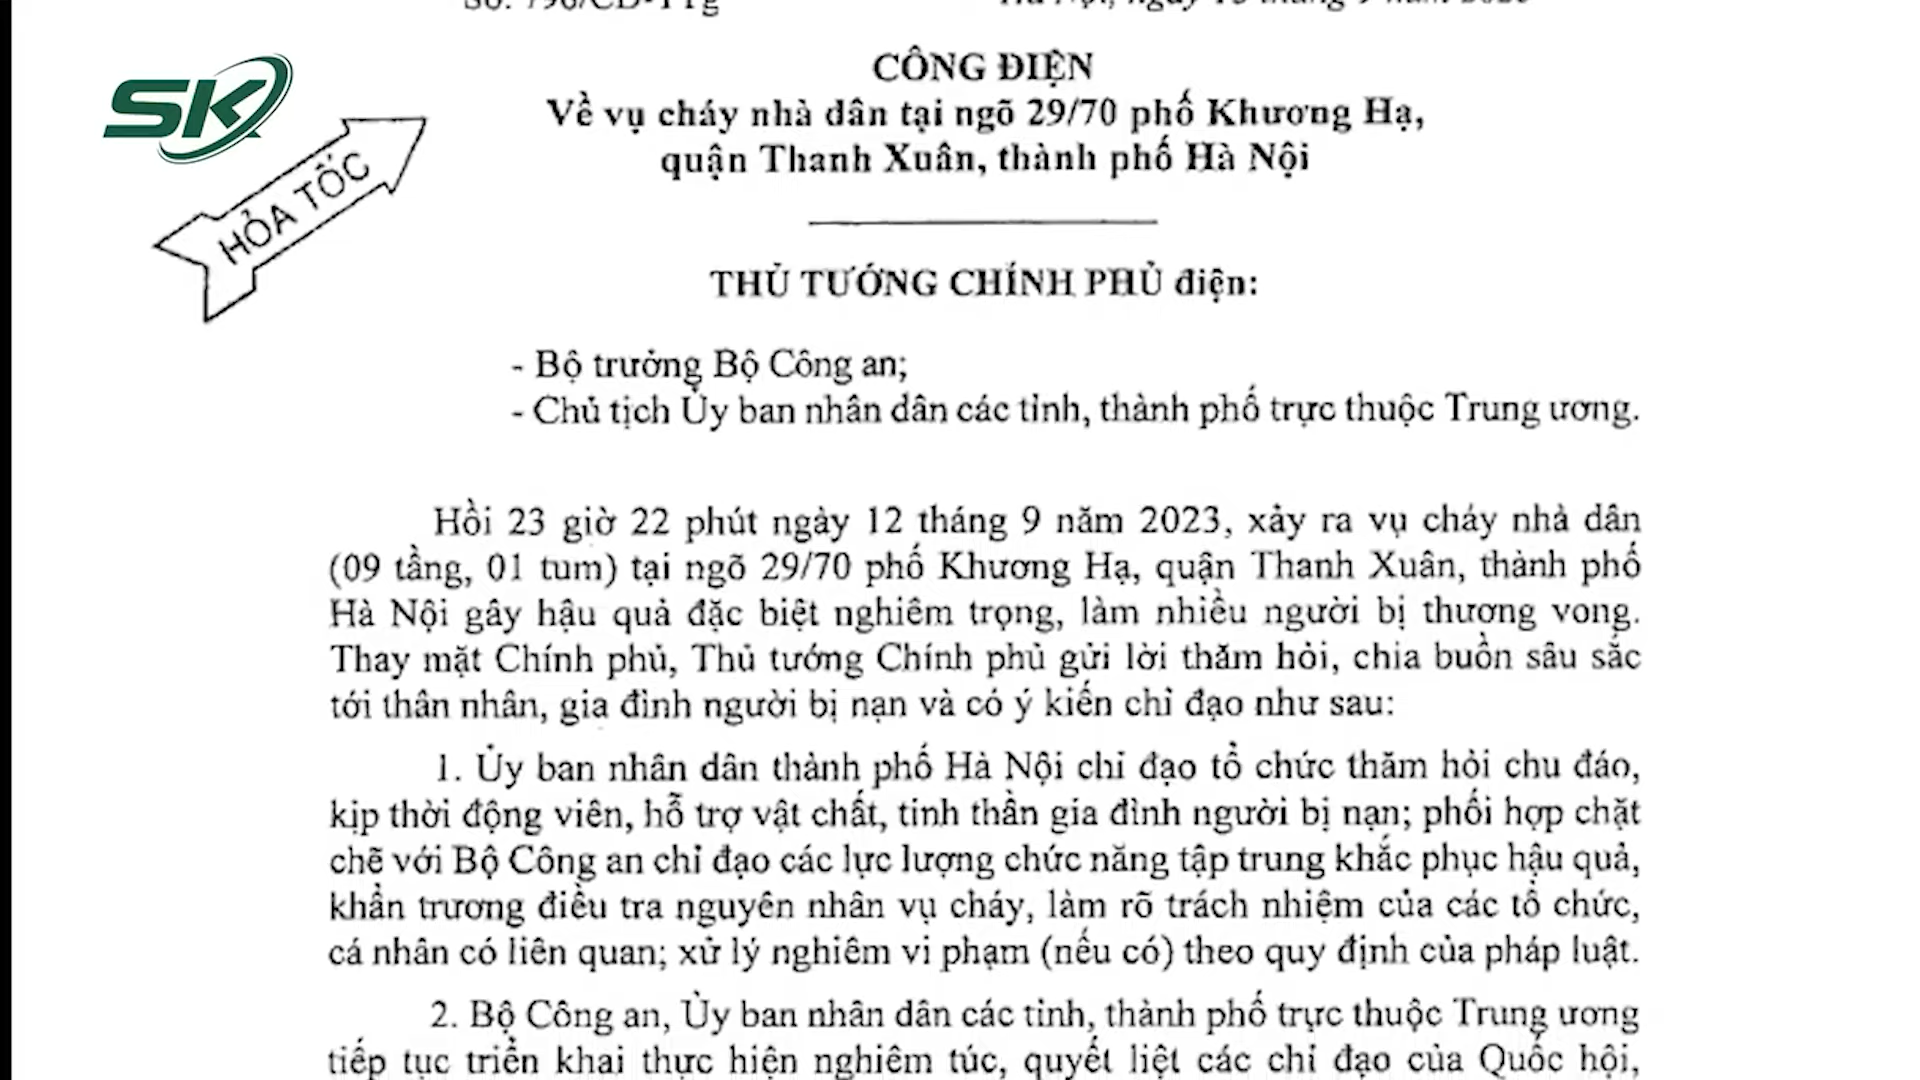 CÔNG ĐIỆN
Về vụ cháy nhà dân tại ngõ 29/70 phố Khương Hạ,
quận Thanh Xuân, thành phố Hà Nội
SK
HỎA TỐC
THỦ TƯỚNG CHÍNH PHỦ điện:
- Bộ trưởng Bộ Công an;
- Chủ tịch Ủy ban nhân dân các tỉnh, thành phố trực thuộc Trung ương.
Hồi 23 giờ 22 phút ngày 12 tháng 9 năm 2023, xảy ra vụ cháy nhà dân
(09 tầng, 01 tum) tại ngõ 29/70 phố Khương Hạ, quận Thanh Xuân, thành phố
Hà Nội gây hậu quả đặc biệt nghiêm trọng, làm nhiều người bị thương vong.
Thay mặt Chính phủ, Thủ tướng Chính phủ gửi lời thăm hỏi, chia buồn sâu sắc
tới thân nhân, gia đình người bị nạn và có ý kiến chỉ đạo như sau:
1. Ủy ban nhân dân thành phố Hà Nội chỉ đạo tổ chức thăm hỏi chu đáo,
kịp thời động viên, hỗ trợ vật chất, tinh thần gia đình người bị nạn; phối hợp chặt
chẽ với Bộ Công an chỉ đạo các lực lượng chức năng tập trung khắc phục hậu quả,
khẩn trương điều tra nguyên nhân vụ cháy, làm rõ trách nhiệm của các tổ chức,
cá nhân có liên quan; xử lý nghiêm vi phạm (nếu có) theo quy định của pháp luật.
2. Bộ Công an, Ủy ban nhân dân các tỉnh, thành phố trực thuộc Trung ương
tiếp tục triển khai thực hiện nghiêm túc, quyết liệt các chỉ đạo của Quốc hội,